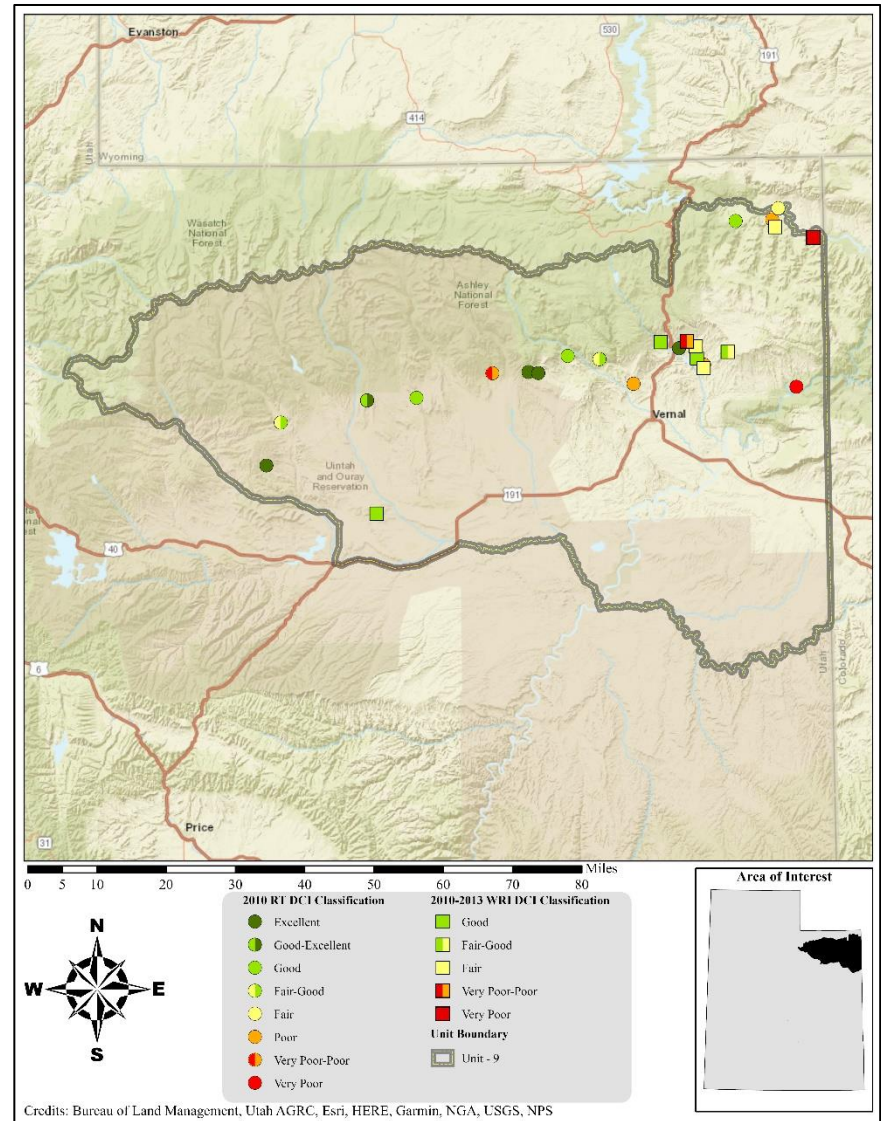 Evanston
530
191
414
Utah
Wyoming
Wasatch
National
Forest
Ashley
National
Forest
Vernal
Uintah
and Ouray
Reservation
191
40
Utah
Colorado
6
Price
31
Miles
0 5 10 20 30 40 50 60 70 80
2010 RT DCI Classification
Excellent
Good-Excellent
Good
Fair-Good
Fair
Poor
Very Poor-Poor
Very Poor
2010-2013 WRI DCI Classification
Good
Fair-Good
Fair
Very Poor-Poor
Very Poor
Unit Boundary
Unit - 9
N
W E
S
Area of Interest
Credits: Bureau of Land Management, Utah AGRC, Esri, HERE, Garmin, NGA, USGS, NPS